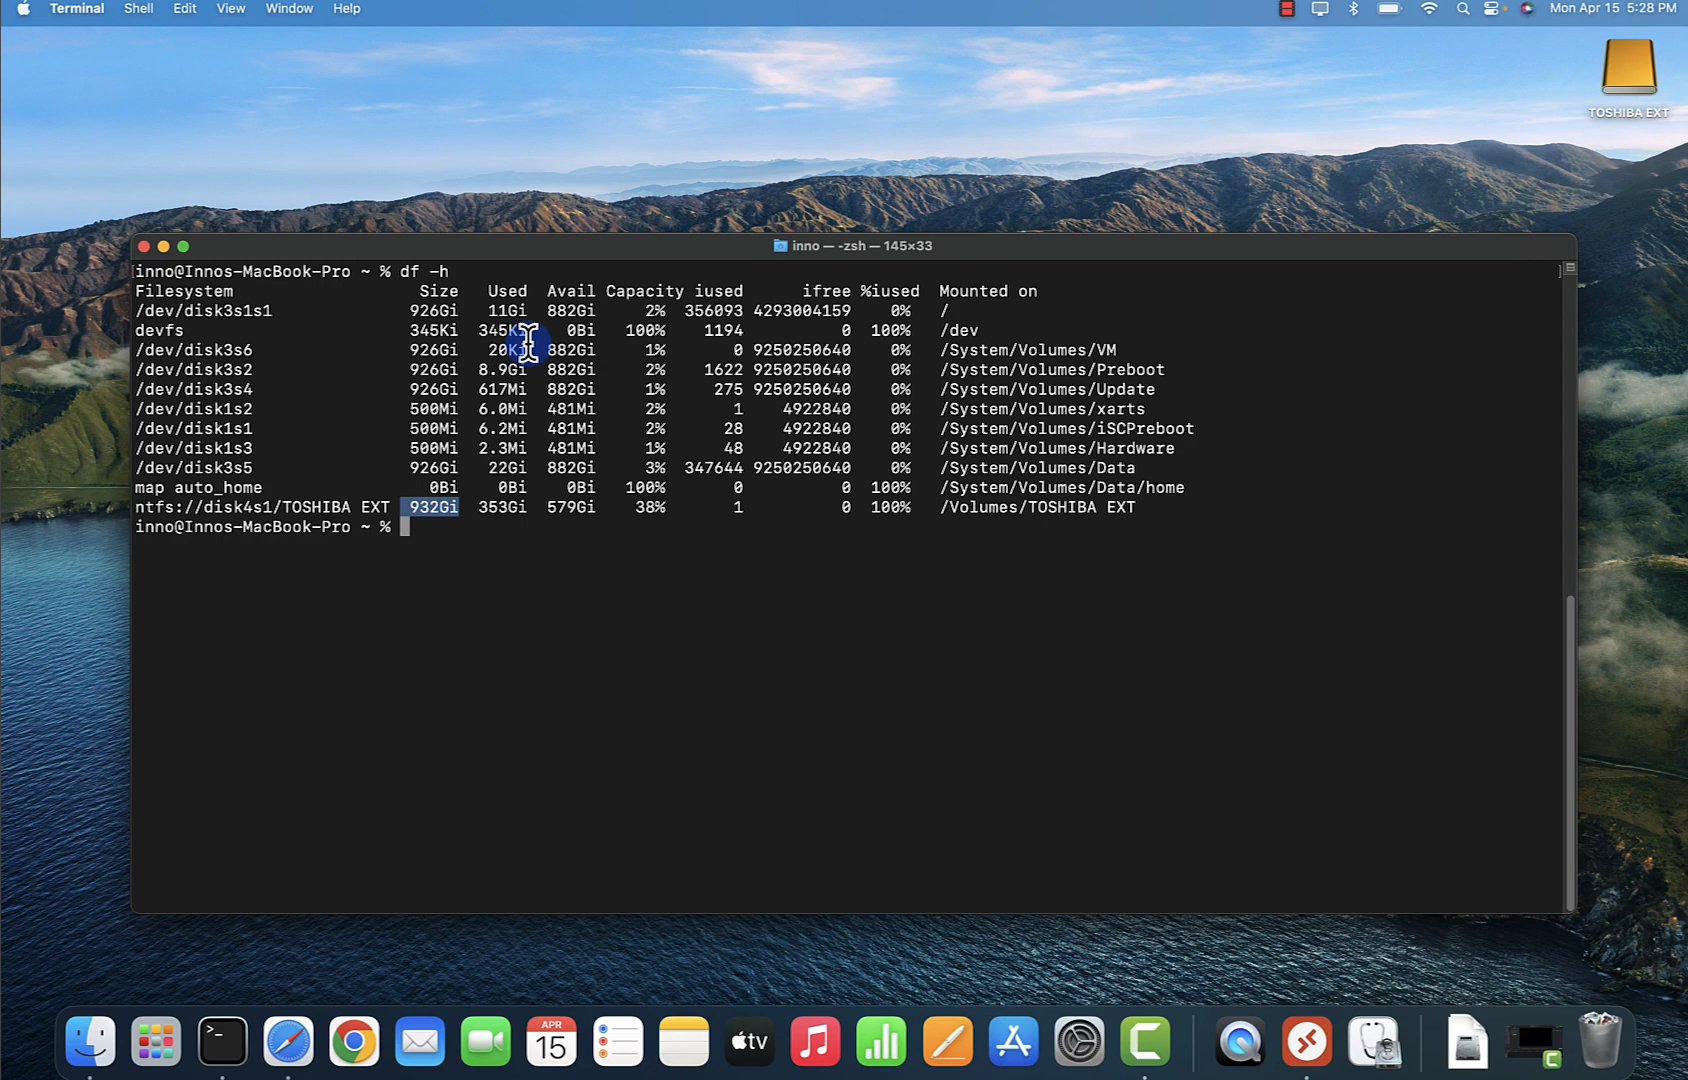 Terminal Shell Edit View Window Help Mon Apr 15 5:28 PM
TOSHIBA EXT
inno — -zsh — 145×33
inno@Innos-MacBook-Pro ~ % df -h
Filesystem Size Used Avail Capacity iused ifree %iused Mounted on
/dev/disk3s1s1 926Gi 11Gi 882Gi 2% 356093 4293004159 0% /
devfs 345Ki 345Ki 0Bi 100% 1194 0 100% /dev
/dev/disk3s6 926Gi 20Ki 882Gi 1% 0 9250250640 0% /System/Volumes/VM
/dev/disk3s2 926Gi 8.9Gi 882Gi 2% 1622 9250250640 0% /System/Volumes/Preboot
/dev/disk3s4 926Gi 617Mi 882Gi 1% 275 9250250640 0% /System/Volumes/Update
/dev/disk1s2 500Mi 6.0Mi 481Mi 2% 1 4922840 0% /System/Volumes/xarts
/dev/disk1s1 500Mi 6.2Mi 481Mi 2% 28 4922840 0% /System/Volumes/iSCPreboot
/dev/disk1s3 500Mi 2.3Mi 481Mi 1% 48 4922840 0% /System/Volumes/Hardware
/dev/disk3s5 926Gi 22Gi 882Gi 3% 347644 9250250640 0% /System/Volumes/Data
map auto_home 0Bi 0Bi 0Bi 100% 0 0 100% /System/Volumes/Data/home
ntfs://disk4s1/TOSHIBA EXT 932Gi 353Gi 579Gi 38% 1 0 100% /Volumes/TOSHIBA EXT
inno@Innos-MacBook-Pro ~ %
>_
APR
15
tv